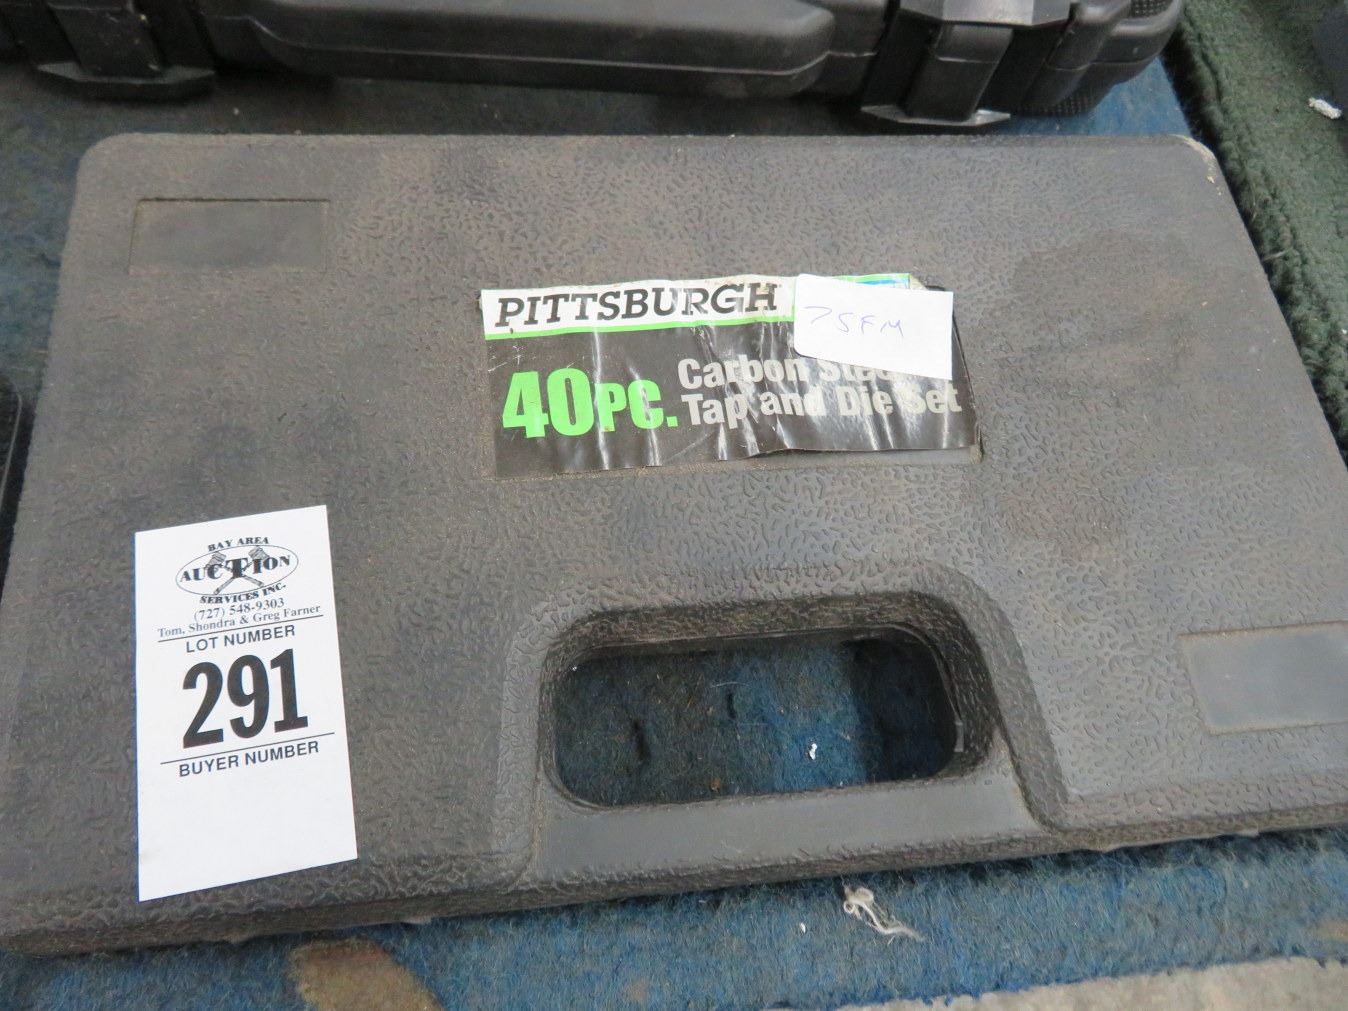 PITTSBURGH
75FM
40PC.
Carbon Steel
Tap and Die Set
BAY AREA
AUCTION
SERVICES INC.
(727) 548-9303
Tom, Shondra & Greg Farner
LOT NUMBER
291
BUYER NUMBER